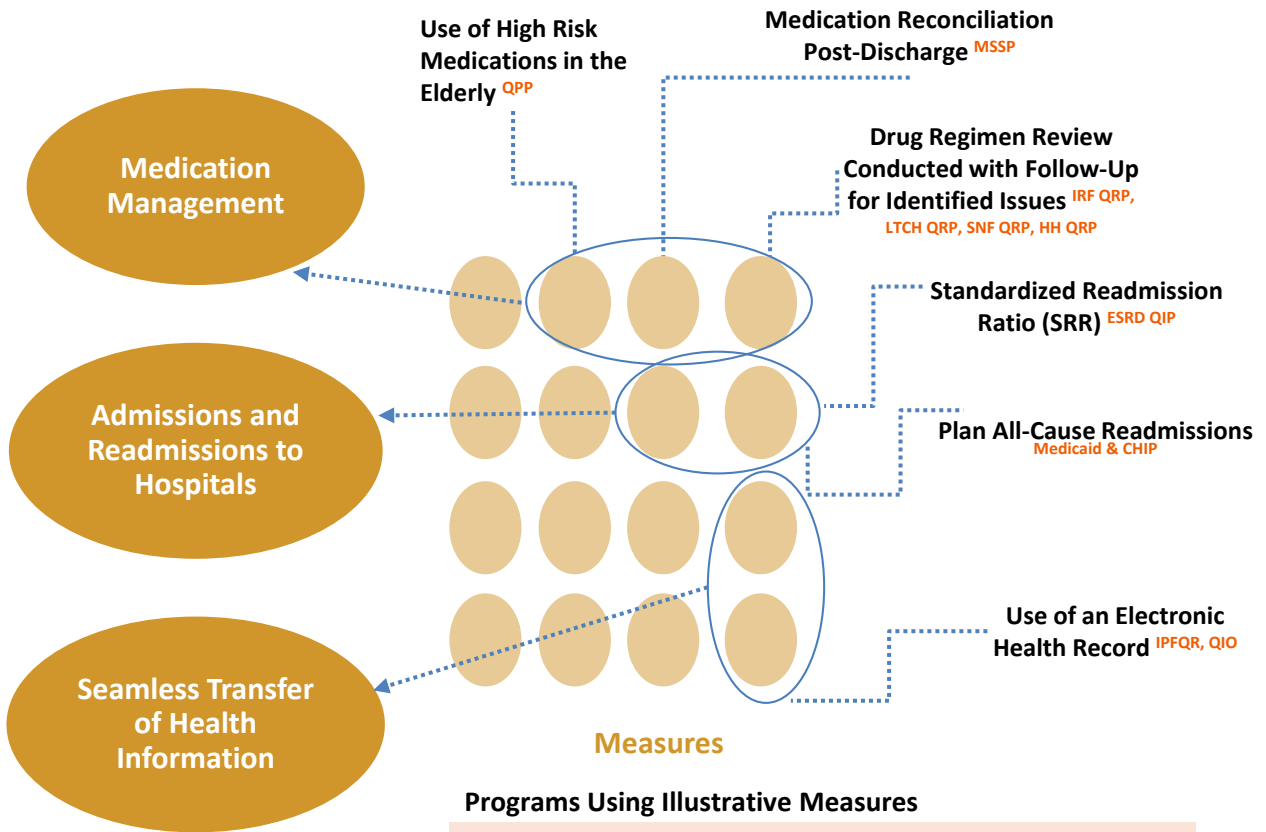 Use of High Risk
Medications in the
Elderly QPP
Medication Reconciliation
Post-Discharge MSSP
Medication
Management
Drug Regimen Review
Conducted with Follow-Up
for Identified Issues IRF QRP,
LTCH QRP, SNF QRP, HH QRP
Standardized Readmission
Ratio (SRR) ESRD QIP
Admissions and
Readmissions to
Hospitals
Plan All-Cause Readmissions
Medicaid & CHIP
Use of an Electronic
Health Record IPFQR, QIO
Seamless Transfer
of Health
Information
Measures
Programs Using Illustrative Measures